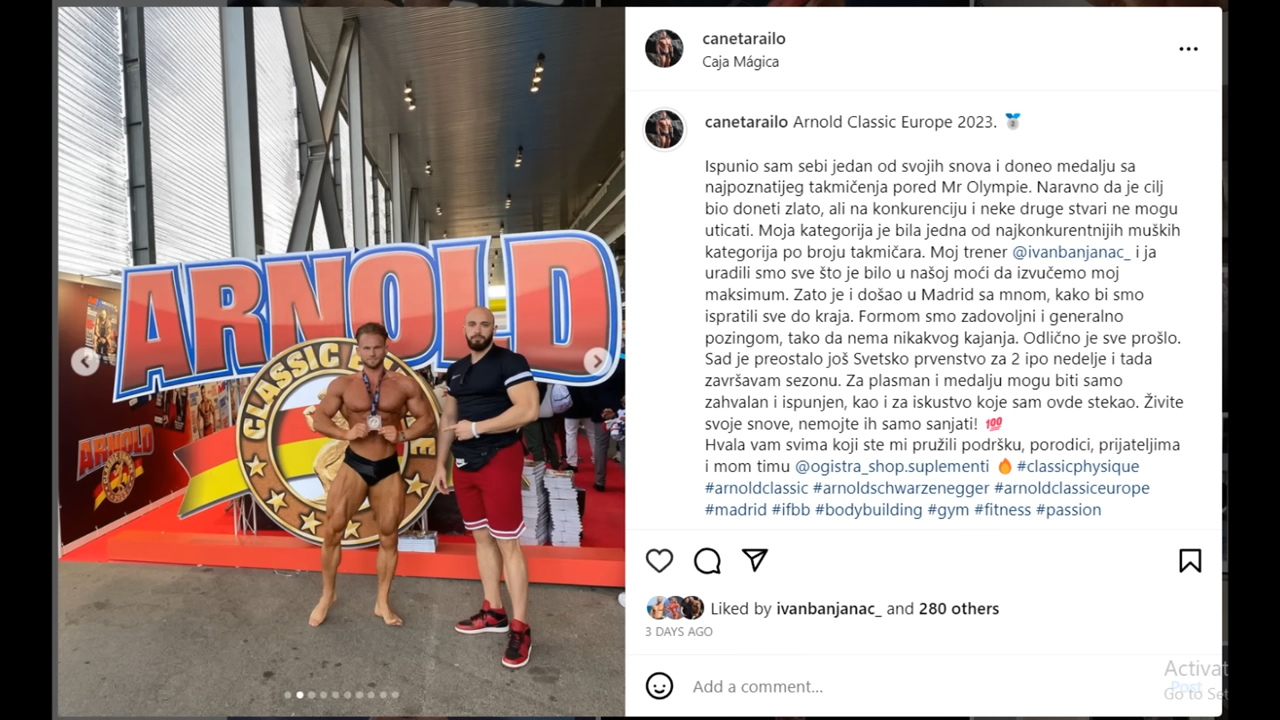 canetarailo
Caja Mágica
canetarailo Arnold Classic Europe 2023. 🥈
Ispunio sam sebi jedan od svojih snova i doneo medalju sa
najpoznatijeg takmičenja pored Mr Olympie. Naravno da je cilj
bio doneti zlato, ali na konkurenciju i neke druge stvari ne mogu
uticati. Moja kategorija je bila jedna od najkonkurentnijih muških
kategorija po broju takmičara. Moj trener @ivanbanjanac_ i ja
uradili smo sve što je bilo u našoj moći da izvučemo moj
maksimum. Zato je i došao u Madrid sa mnom, kako bi smo
ispratili sve do kraja. Formom smo zadovoljni i generalno
pozingom, tako da nema nikakvog kajanja. Odlično je sve prošlo.
Sad je preostalo još Svetsko prvenstvo za 2 ipo nedelje i tada
završavam sezonu. Za plasman i medalju mogu biti samo
zahvalan i ispunjen, kao i za iskustvo koje sam ovde stekao. Živite
svoje snove, nemojte ih samo sanjati! 💯
Hvala vam svima koji ste mi pružili podršku, porodici, prijateljima
i mom timu @ogistra_shop.suplementi 🔥 #classicphysique
#arnoldclassic #arnoldschwarzenegger #arnoldclassiceurope
#madrid #ifbb #bodybuilding #gym #fitness #passion
Liked by ivanbanjanac_ and 280 others
3 DAYS AGO
Add a comment...
Post
ARNOLD
CLASSIC
ARNOLD